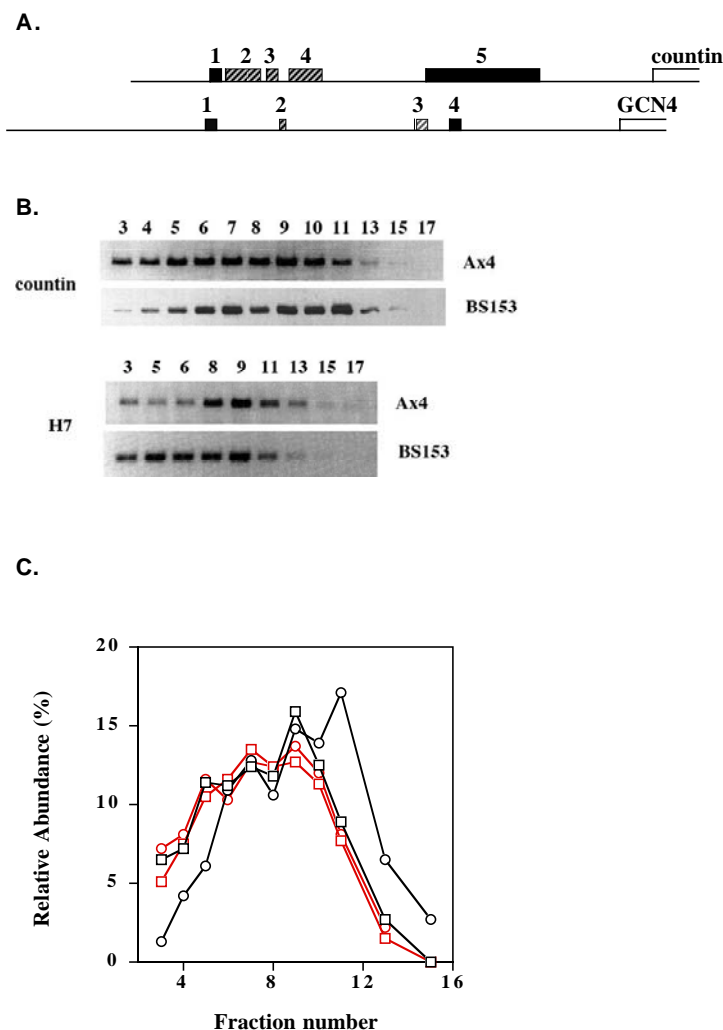 A.
1 2 3 4 5 countin
1 2 3 4 GCN4
B.
3 4 5 6 7 8 9 10 11 13 15 17
countin
Ax4
BS153
3 5 6 8 9 11 13 15 17
H7
Ax4
BS153
C.
20
15
10
5
0
Relative Abundance (%)
4 8 12 16
Fraction number